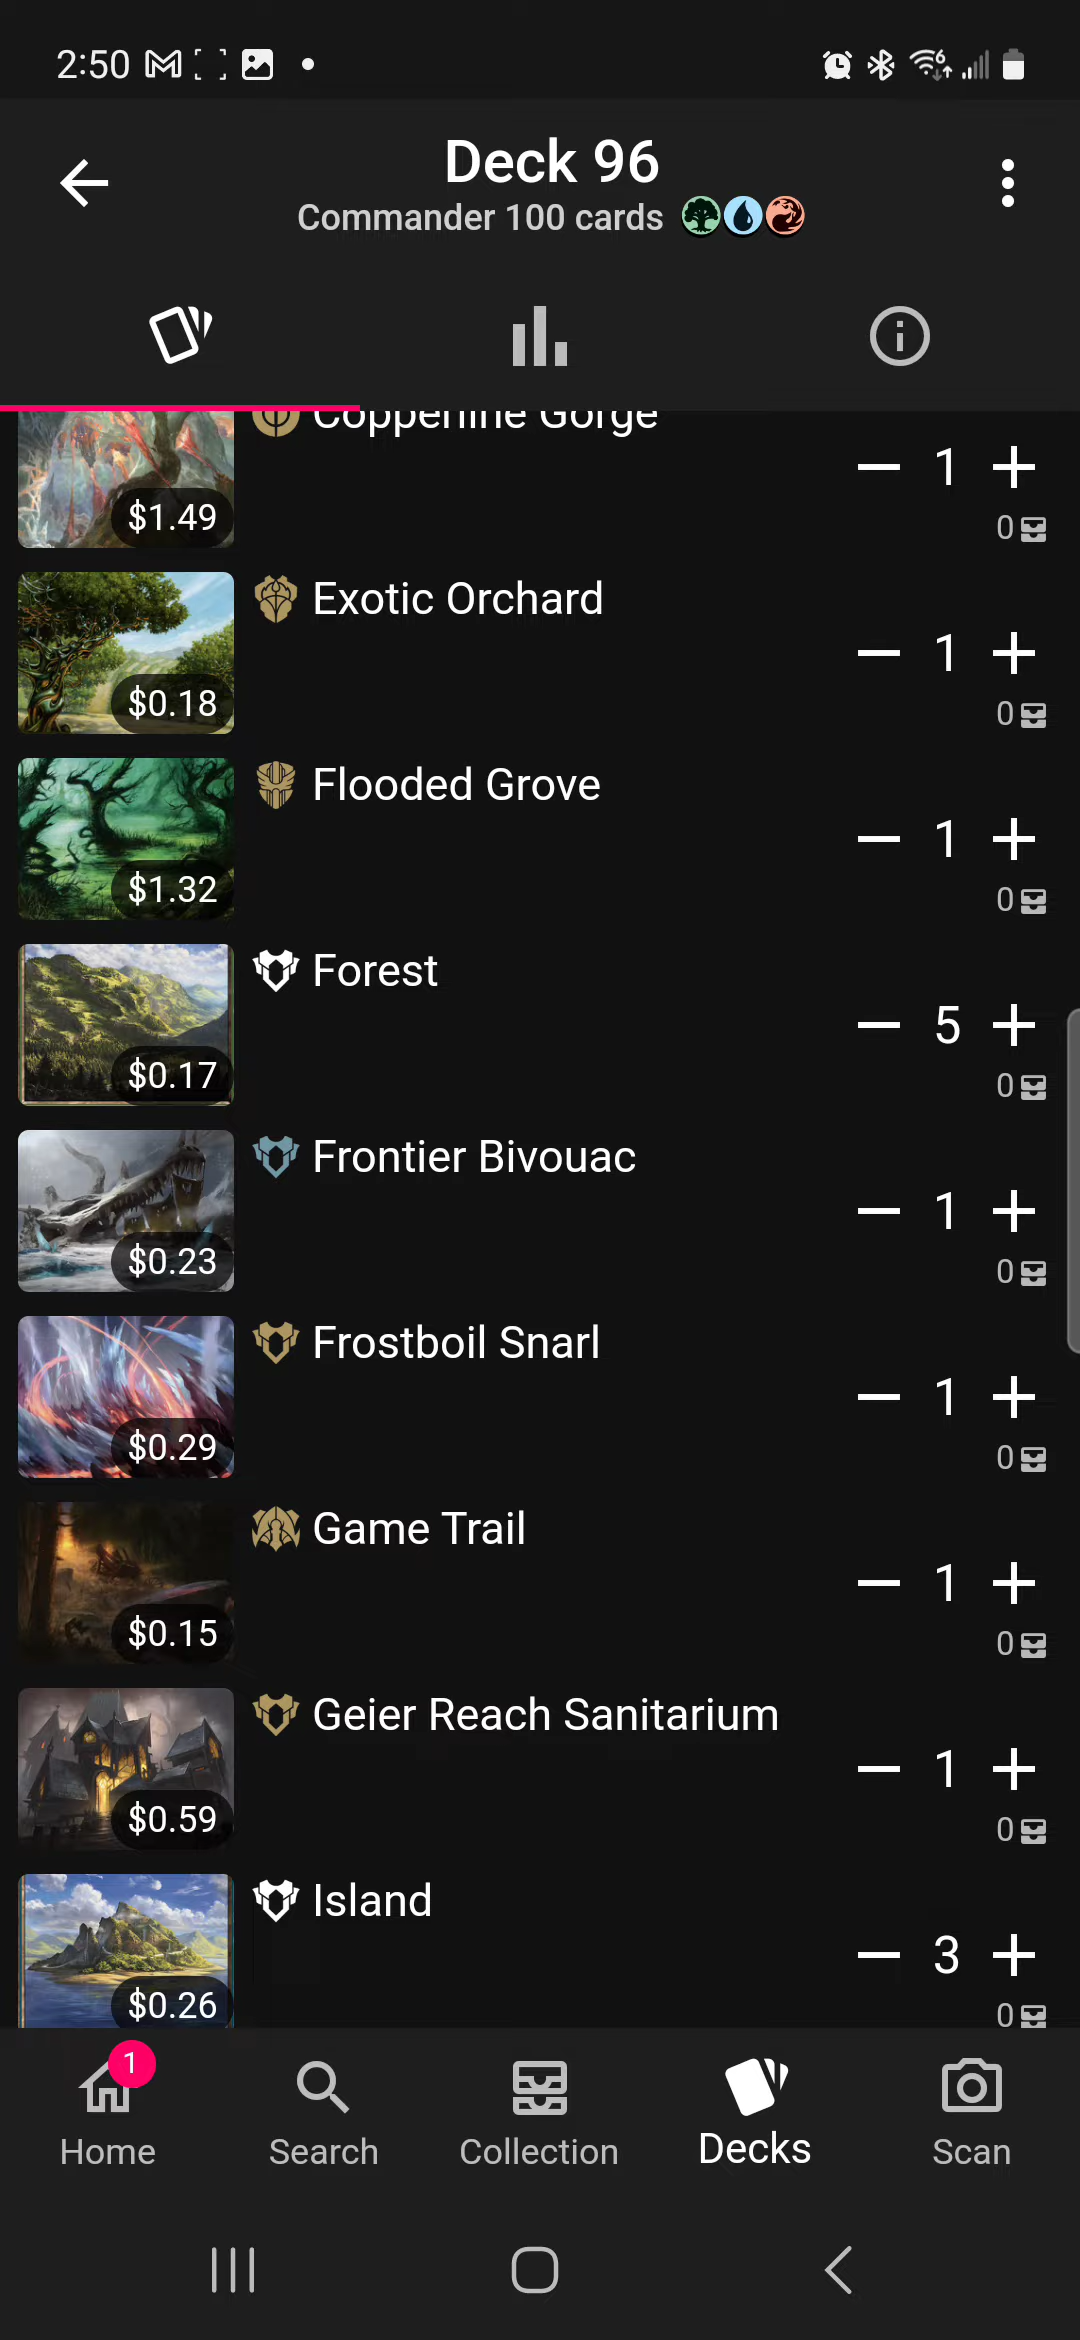 2:50
Deck 96
Commander 100 cards
Copperline Gorge
$1.49
1
0
Exotic Orchard
$0.18
1
0
Flooded Grove
$1.32
1
0
Forest
$0.17
5
0
Frontier Bivouac
$0.23
1
0
Frostboil Snarl
$0.29
1
0
Game Trail
$0.15
1
0
Geier Reach Sanitarium
$0.59
1
0
Island
$0.26
3
0
1
Home Search Collection Decks Scan